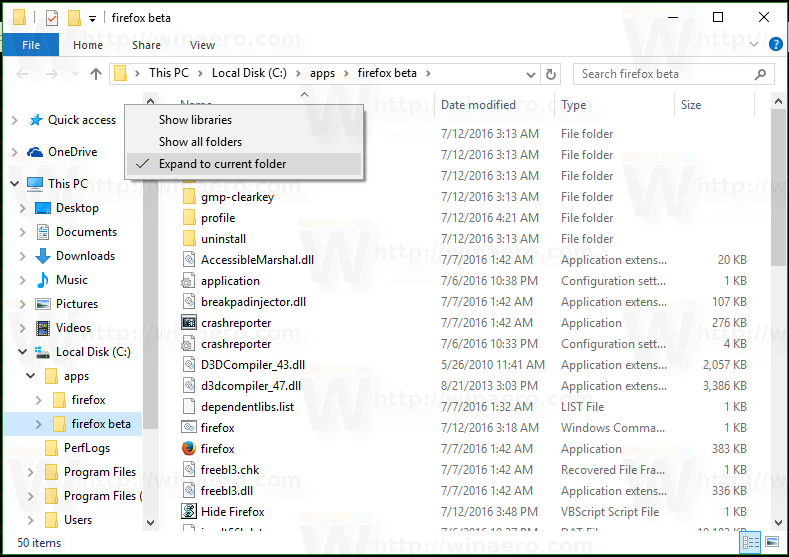 firefox beta
File Home Share View
This PC > Local Disk (C:) > apps > firefox beta >
Search firefox beta
Name Date modified Type Size
Show libraries
Show all folders
Expand to current folder
Quick access
OneDrive
This PC
Desktop
Documents
Downloads
Music
Pictures
Videos
Local Disk (C:)
apps
firefox
firefox beta
PerfLogs
Program Files
Program Files (
Users
7/12/2016 3:13 AM File folder
7/12/2016 3:13 AM File folder
7/12/2016 3:13 AM File folder
gmp-clearkey 7/12/2016 3:13 AM File folder
profile 7/12/2016 4:21 AM File folder
uninstall 7/12/2016 3:13 AM File folder
AccessibleMarshal.dll 7/7/2016 1:42 AM Application extens... 20 KB
application 7/6/2016 10:38 PM Configuration sett... 1 KB
breakpadinjector.dll 7/7/2016 1:42 AM Application extens... 107 KB
crashreporter 7/7/2016 1:42 AM Application 276 KB
crashreporter 7/6/2016 10:33 PM Configuration sett... 4 KB
D3DCompiler_43.dll 5/26/2010 11:41 AM Application extens... 2,057 KB
d3dcompiler_47.dll 8/21/2013 3:03 PM Application extens... 3,386 KB
dependentlibs.list 7/7/2016 1:32 AM LIST File 1 KB
firefox 7/12/2016 3:18 AM Windows Comma... 1 KB
firefox 7/7/2016 1:42 AM Application 383 KB
freebl3.chk 7/7/2016 1:42 AM Recovered File Fra... 1 KB
freebl3.dll 7/7/2016 1:42 AM Application extens... 336 KB
Hide Firefox 7/12/2016 3:48 PM VBScript Script File 1 KB
50 items
http://winaero.com